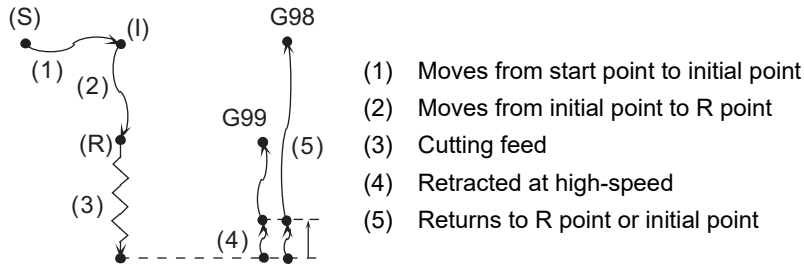 (S)
(I)
G98
(1)
(2)
G99
(R)
(5)
(3)
(4)
(1) Moves from start point to initial point
(2) Moves from initial point to R point
(3) Cutting feed
(4) Retracted at high-speed
(5) Returns to R point or initial point